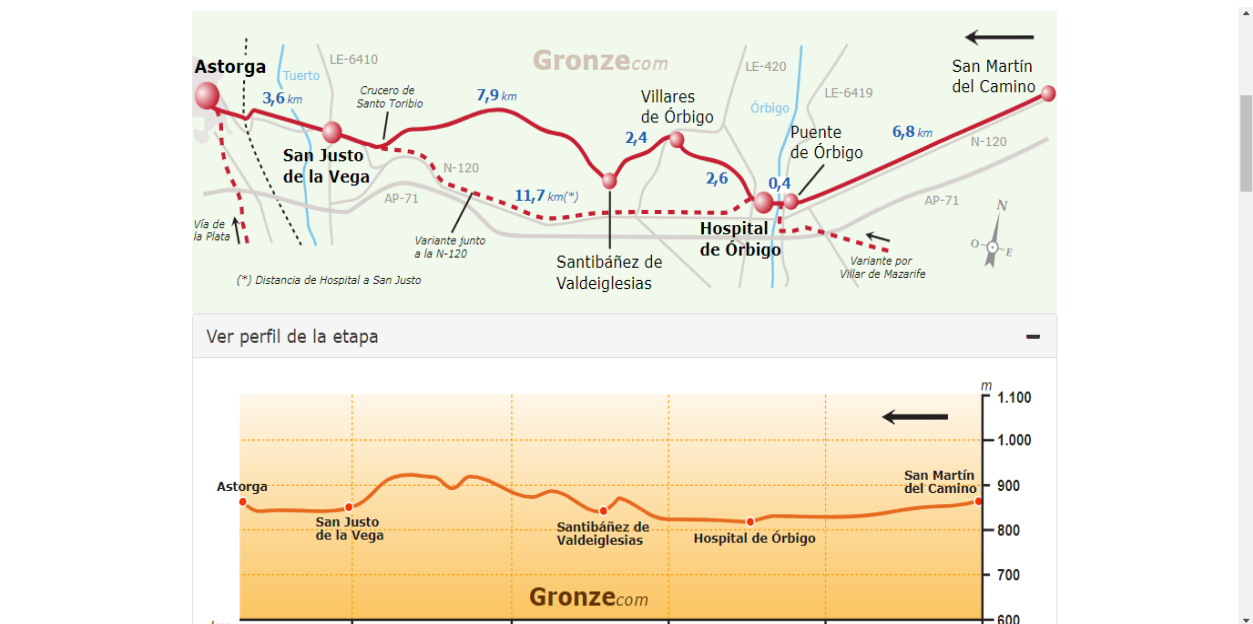 Astorga
Tuerto
LE-6410
Gronze.com
LE-420
San Martín
del Camino
3,6 km
Crucero de
Santo Toribio
7,9 km
Villares
de Órbigo
Órbigo
LE-6419
2,4
Puente
de Órbigo
6,8 km
N-120
San Justo
de la Vega
N-120
2,6
0,4
AP-71
11,7 km(*)
AP-71
N
O
E
Vía de
la Plata
Variante junto
a la N-120
Hospital
de Órbigo
Santibáñez de
Valdeiglesias
Variante por
Villar de Mazarife
(*) Distancia de Hospital a San Justo
Ver perfil de la etapa
m
1.100
1.000
900
800
700
600
Astorga
San Martín
del Camino
San Justo
de la Vega
Santibáñez de
Valdeiglesias
Hospital de Órbigo
Gronze.com